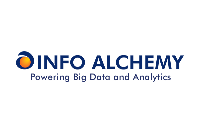 INFO ALCHEMY
Powering Big Data and Analytics